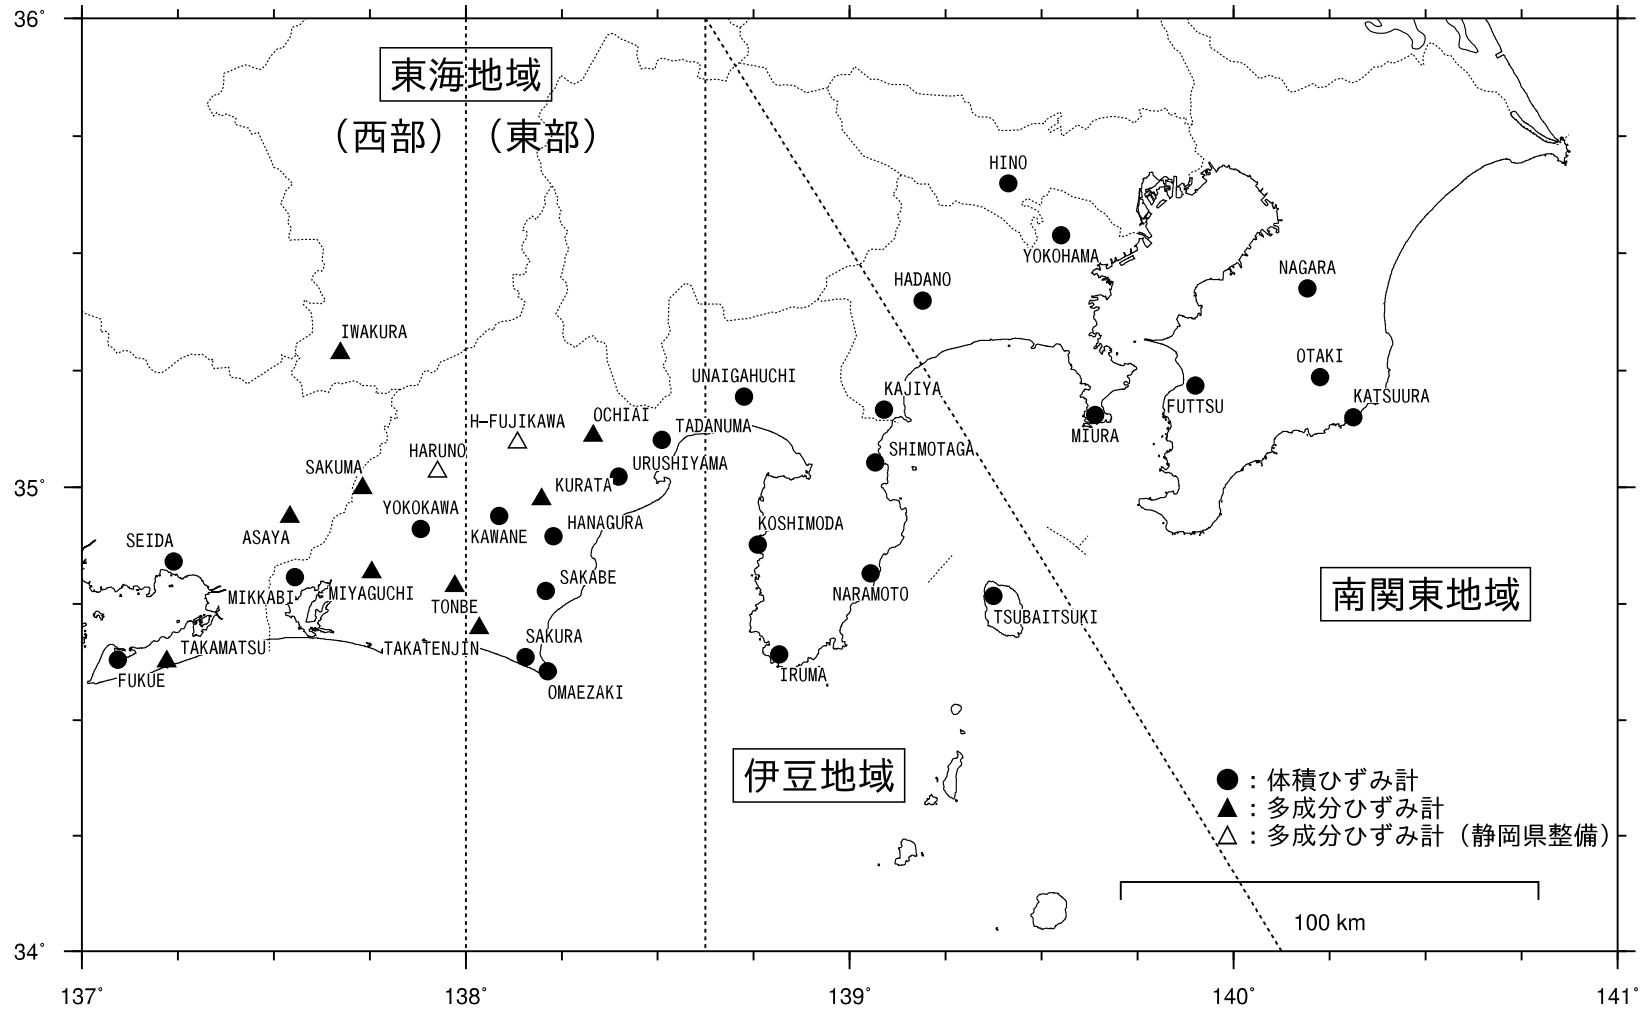 36°
東海地域
（西部）（東部）
HINO
YOKOHAMA
HADANO
NAGARA
IWAKURA
OTAKI
UNAIGAHUCHI
KAJIYA
KATSUURA
FUTTSU
H-FUJIKAWA
OCHIAI
TADANUMA
MIURA
HARUNO
SHIMOTAGA
SAKUMA
URUSHIYAMA
35°
KURATA
YOKOKAWA
HANAGURA
KOSHIMODA
ASAYA
KAWANE
SEIDA
SAKABE
MIKKABI
MIYAGUCHI
NARAMOTO
南関東地域
TONBE
TSUBAITSUKI
SAKURA
TAKAMATSU
TAKATENJIN
FUKUE
IRUMA
OMAEZAKI
伊豆地域
：体積ひずみ計
：多成分ひずみ計
：多成分ひずみ計（静岡県整備）
100 km
34°
137°
138°
139°
140°
141°